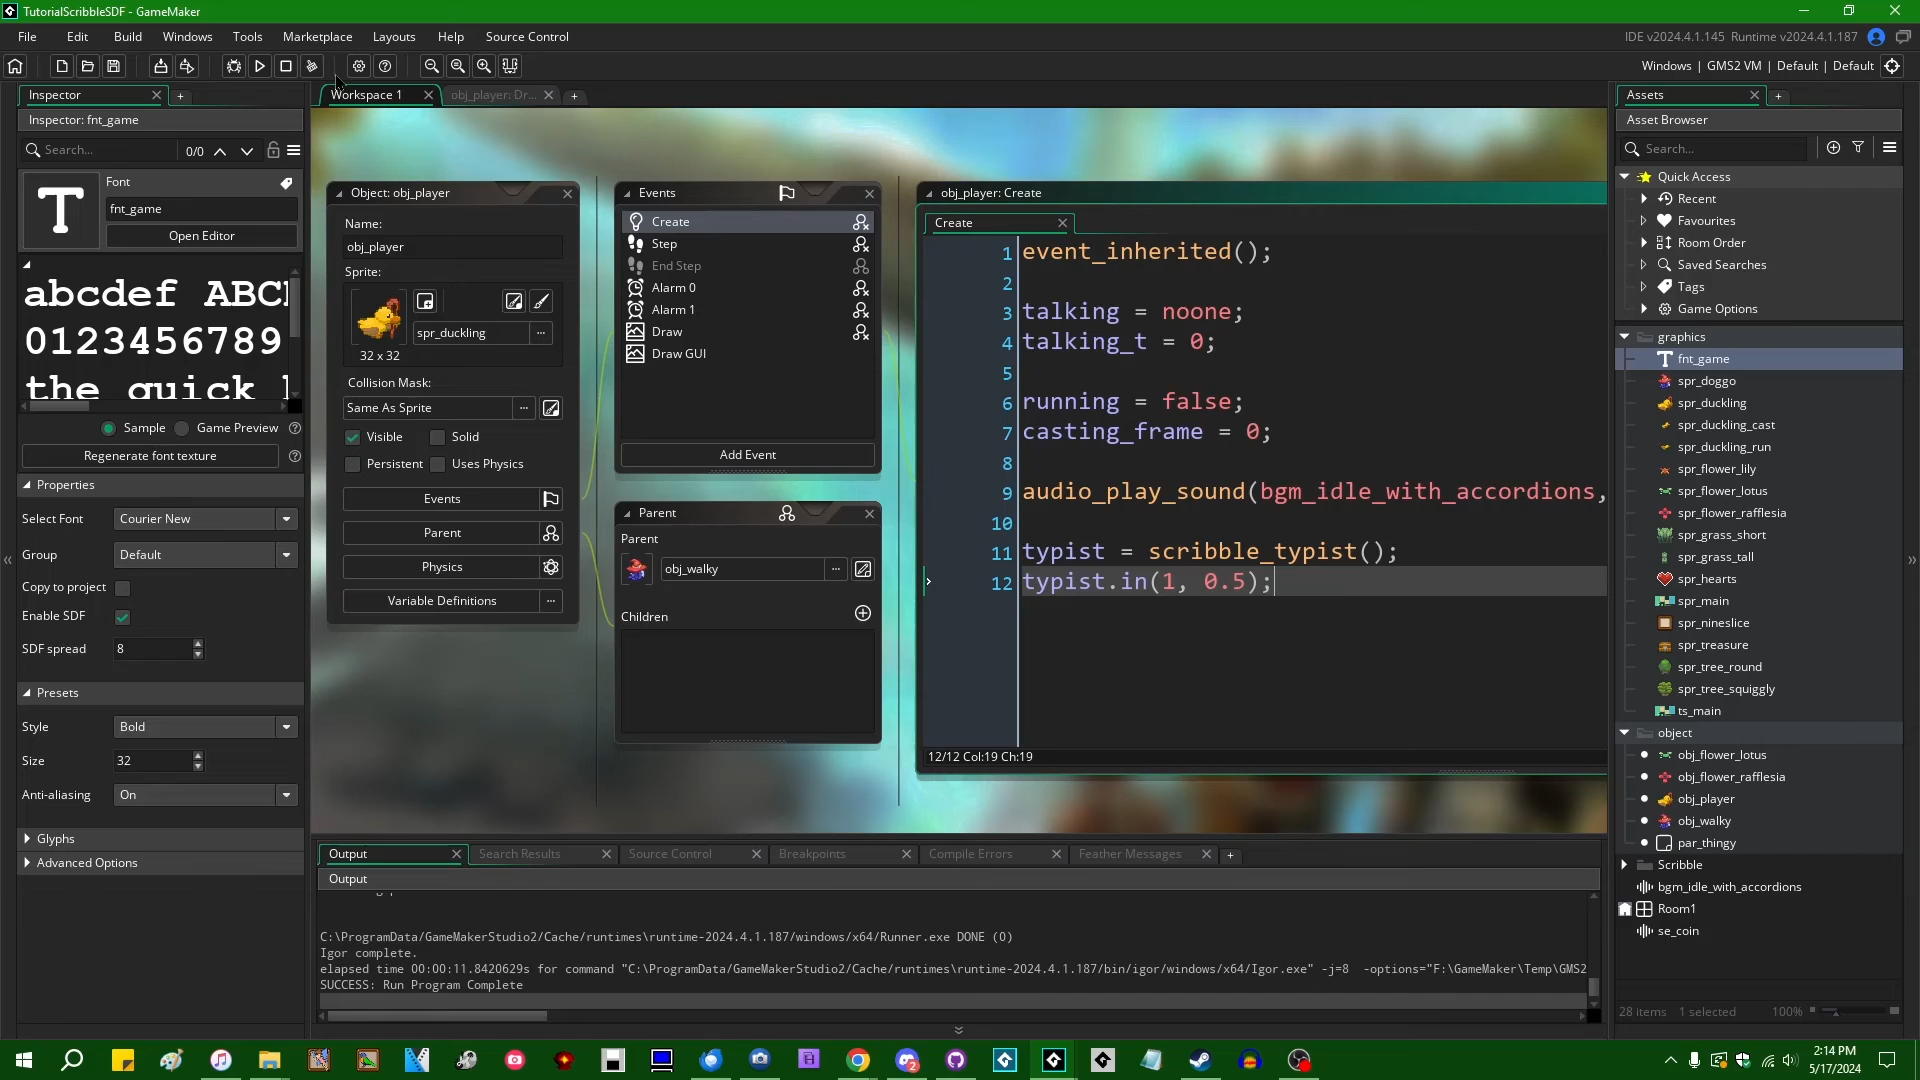 TutorialScribbleSDF - GameMaker
File Edit Build Windows Tools Marketplace Layouts Help Source Control
IDE v2024.4.1.145 Runtime v2024.4.1.187
Windows | GMS2 VM | Default | Default
Inspector
Inspector: fnt_game
Search... 0/0
Font
fnt_game
Open Editor
abcdef ABC
0123456789
the quick
Sample Game Preview
Regenerate font texture
Properties
Select Font Courier New
Group Default
Copy to project
Enable SDF
SDF spread 8
Presets
Style Bold
Size 32
Anti-aliasing On
Glyphs
Advanced Options
Workspace 1
obj_player: Dr...
Object: obj_player
Name:
obj_player
Sprite:
spr_duckling
32 x 32
Collision Mask:
Same As Sprite
Visible Solid
Persistent Uses Physics
Events
Parent
Physics
Variable Definitions
Events
Create
Step
End Step
Alarm 0
Alarm 1
Draw
Draw GUI
Add Event
Parent
Parent
obj_walky
Children
obj_player: Create
Create
1 event_inherited();
2
3 talking = noone;
4 talking_t = 0;
5
6 running = false;
7 casting_frame = 0;
8
9 audio_play_sound(bgm_idle_with_accordions,
10
11 typist = scribble_typist();
12 typist.in(1, 0.5);
12/12 Col:19 Ch:19
Output Search Results Source Control Breakpoints Compile Errors Feather Messages
Output
C:\ProgramData/GameMakerStudio2/Cache/runtimes\runtime-2024.4.1.187/windows/x64/Runner.exe DONE (0)
Igor complete.
elapsed time 00:00:11.8420629s for command "C:\ProgramData/GameMakerStudio2/Cache/runtimes\runtime-2024.4.1.187/bin/igor/windows/x64/Igor.exe" -j=8 -options="F:\GameMaker\Temp\GMS2
SUCCESS: Run Program Complete
Assets
Asset Browser
Search...
Quick Access
Recent
Favourites
Room Order
Saved Searches
Tags
Game Options
graphics
fnt_game
spr_doggo
spr_duckling
spr_duckling_cast
spr_duckling_run
spr_flower_lily
spr_flower_lotus
spr_flower_rafflesia
spr_grass_short
spr_grass_tall
spr_hearts
spr_main
spr_nineslice
spr_treasure
spr_tree_round
spr_tree_squiggly
ts_main
object
obj_flower_lotus
obj_flower_rafflesia
obj_player
obj_walky
par_thingy
Scribble
bgm_idle_with_accordions
Room1
se_coin
28 items 1 selected 100%
2:14 PM
5/17/2024